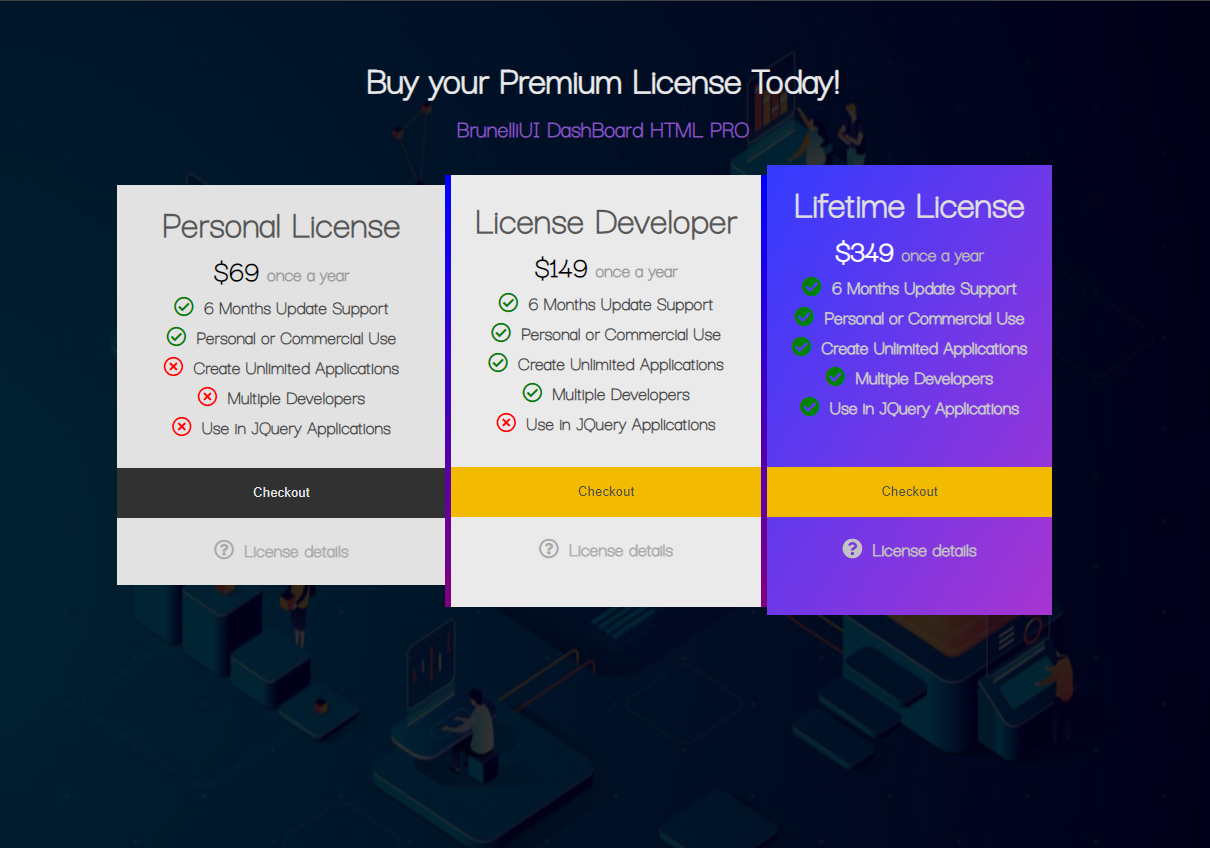 Buy your Premium License Today!
BrunelliUI DashBoard HTML PRO
Personal License
$69 once a year
6 Months Update Support
Personal or Commercial Use
Create Unlimited Applications
Multiple Developers
Use in JQuery Applications
Checkout
License details
License Developer
$149 once a year
6 Months Update Support
Personal or Commercial Use
Create Unlimited Applications
Multiple Developers
Use in JQuery Applications
Checkout
License details
Lifetime License
$349 once a year
6 Months Update Support
Personal or Commercial Use
Create Unlimited Applications
Multiple Developers
Use in JQuery Applications
Checkout
License details